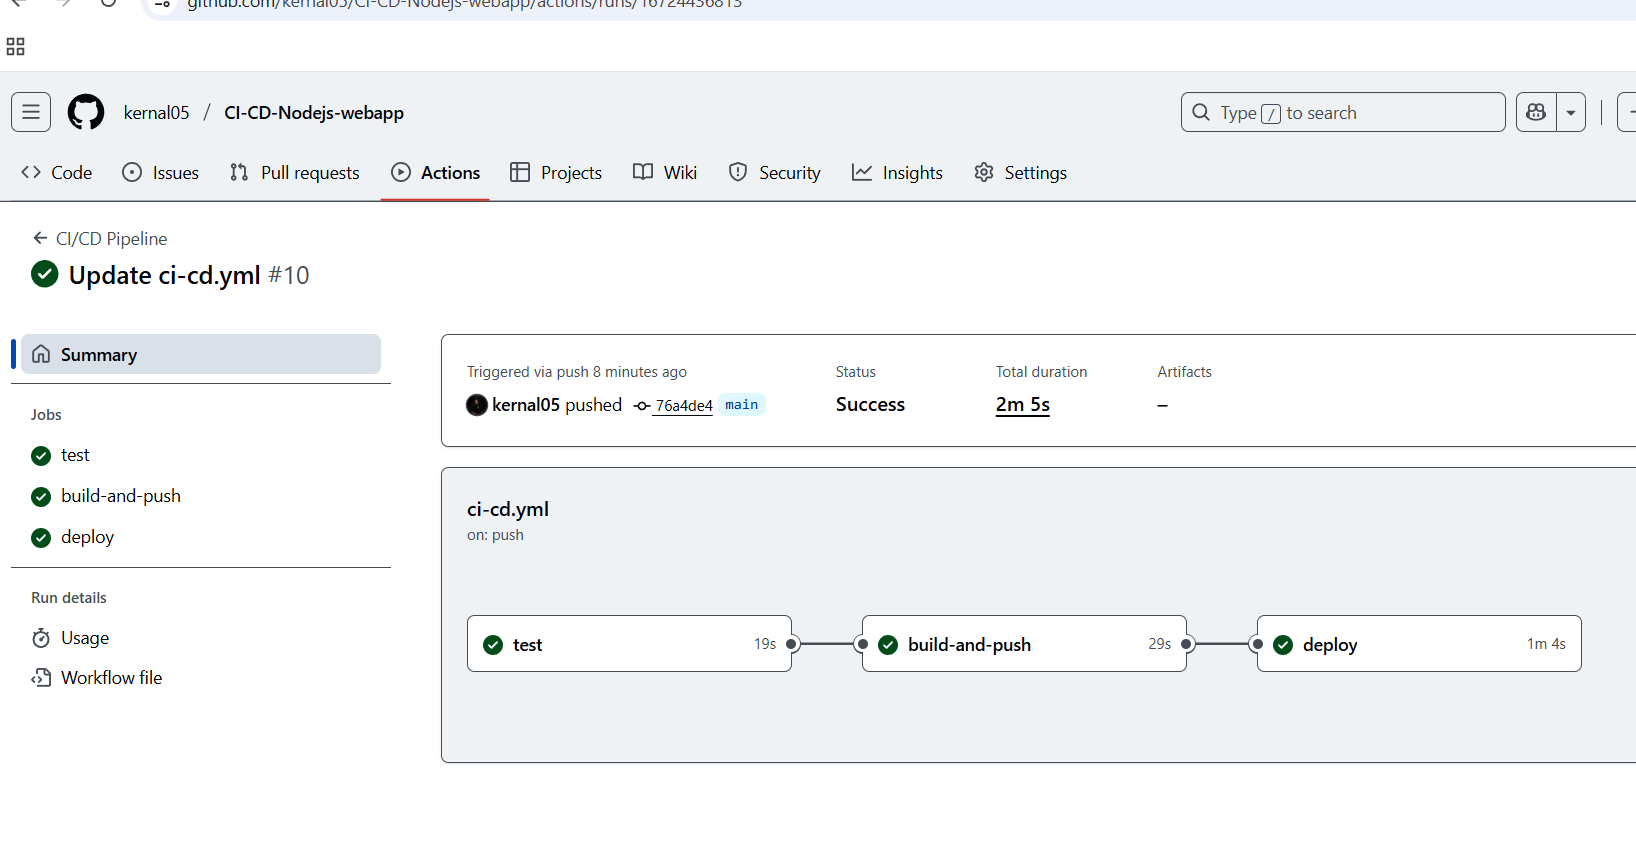 github.com/kernal05/CI-CD-Nodejs-webapp/actions/runs/16724436813
kernal05 / CI-CD-Nodejs-webapp
Type / to search
Code Issues Pull requests Actions Projects Wiki Security Insights Settings
CI/CD Pipeline
Update ci-cd.yml #10
Summary
Jobs
test
build-and-push
deploy
Run details
Usage
Workflow file
Triggered via push 8 minutes ago
kernal05 pushed 76a4de4 main
Status
Success
Total duration
2m 5s
Artifacts
–
ci-cd.yml
on: push
test 19s
build-and-push 29s
deploy 1m 4s